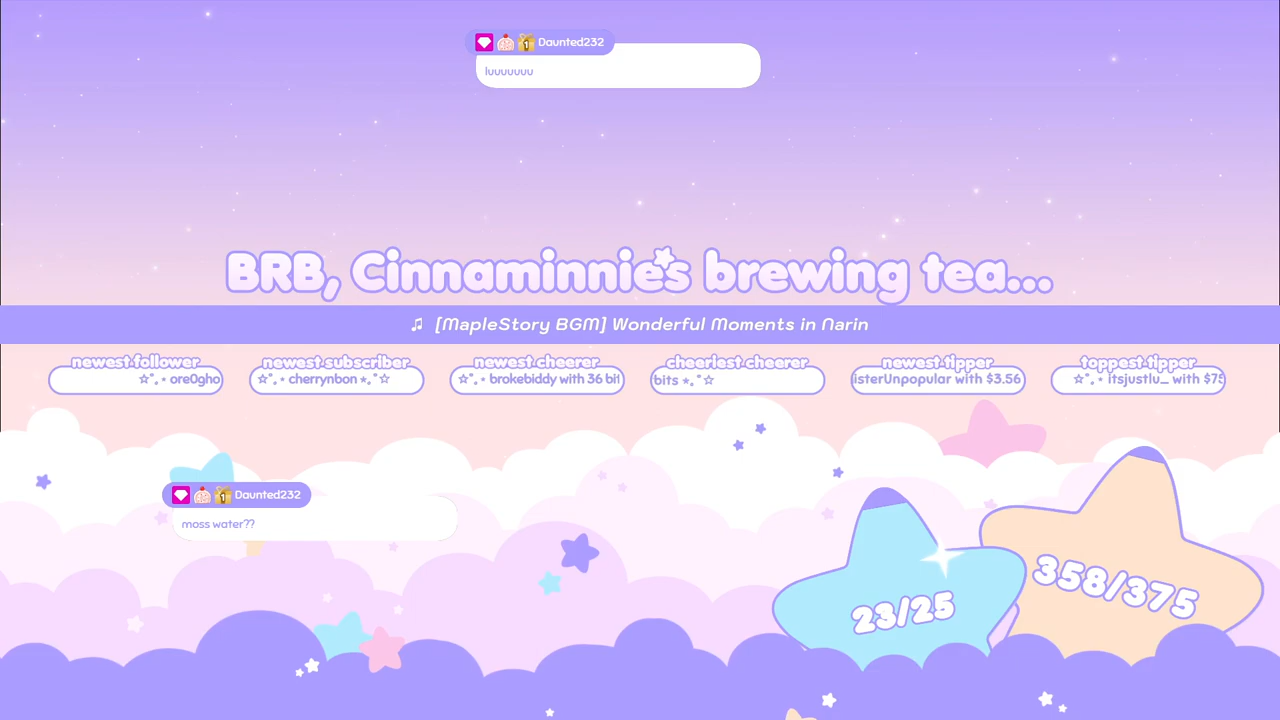 Daunted232
luuuuuuu
BRB, Cinnaminnie's brewing tea...
♫ [MapleStory BGM] Wonderful Moments in Narin
newest follower
☆˚₊⋆ ore0gho
newest subscriber
☆˚₊⋆ cherrynbon ⋆₊˚☆
newest cheerer
☆˚₊⋆ brokebiddy with 36 bit
cheeriest cheerer
bits ⋆₊˚☆
newest tipper
isterUnpopular with $3.56
toppest tipper
☆˚₊⋆ itsjustlu_ with $75
Daunted232
moss water??
23/25
358/375